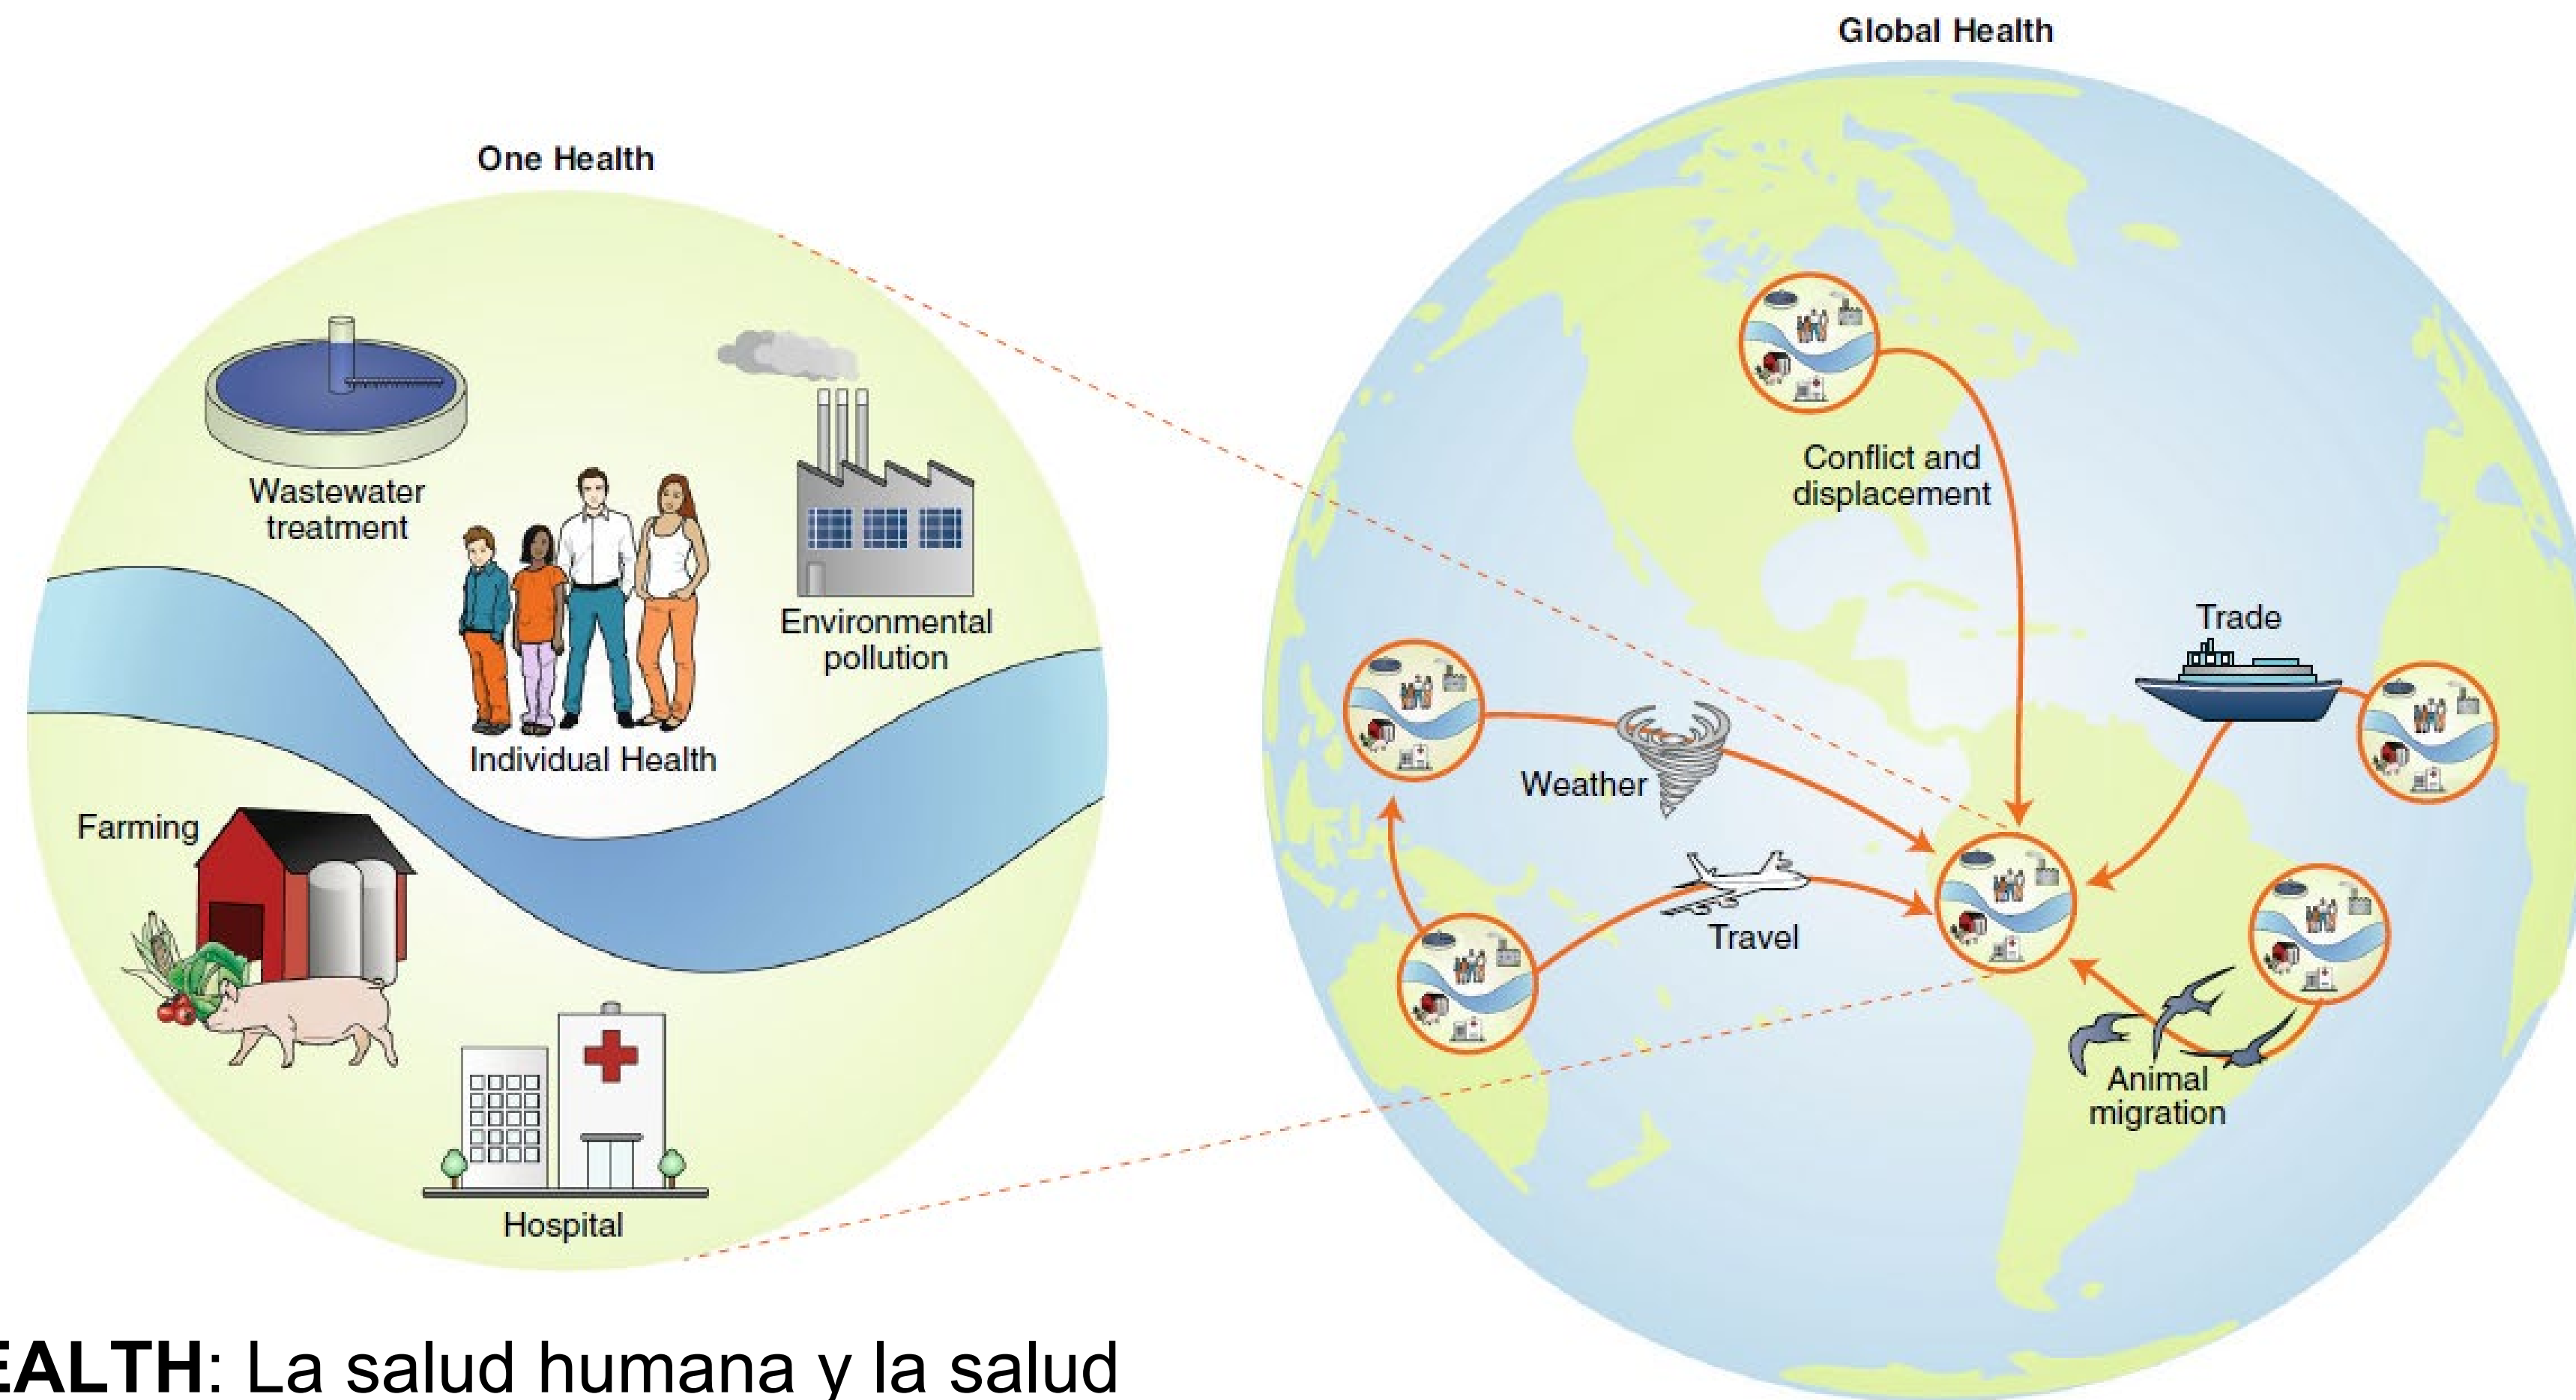 Global Health
One Health
Wastewater
treatment
Individual Health
Environmental
pollution
Farming
Hospital
Conflict and
displacement
Trade
Weather
Travel
Animal
migration
EALTH: La salud humana y la salud